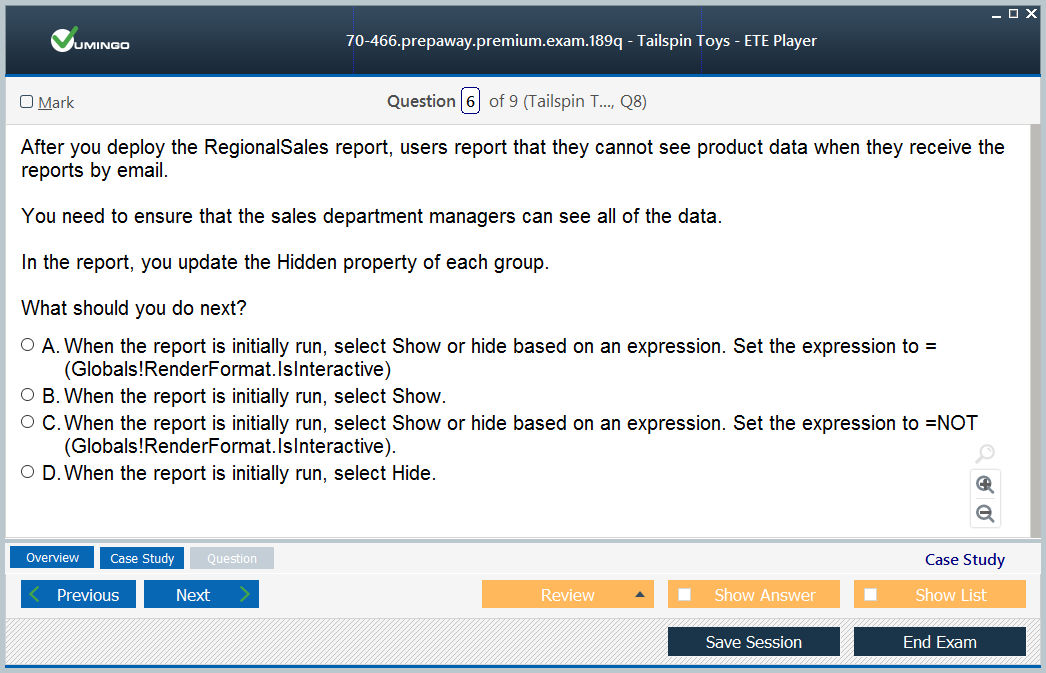 VUMINGO
70-466.prepaway.premium.exam.189q - Tailspin Toys - ETE Player
Mark
Question 6 of 9 (Tailspin T..., Q8)
After you deploy the RegionalSales report, users report that they cannot see product data when they receive the
reports by email.
You need to ensure that the sales department managers can see all of the data.
In the report, you update the Hidden property of each group.
What should you do next?
A. When the report is initially run, select Show or hide based on an expression. Set the expression to =
(Globals!RenderFormat.IsInteractive)
B. When the report is initially run, select Show.
C. When the report is initially run, select Show or hide based on an expression. Set the expression to =NOT
(Globals!RenderFormat.IsInteractive).
D. When the report is initially run, select Hide.
Overview Case Study Question Case Study
Previous Next Review Show Answer Show List
Save Session End Exam